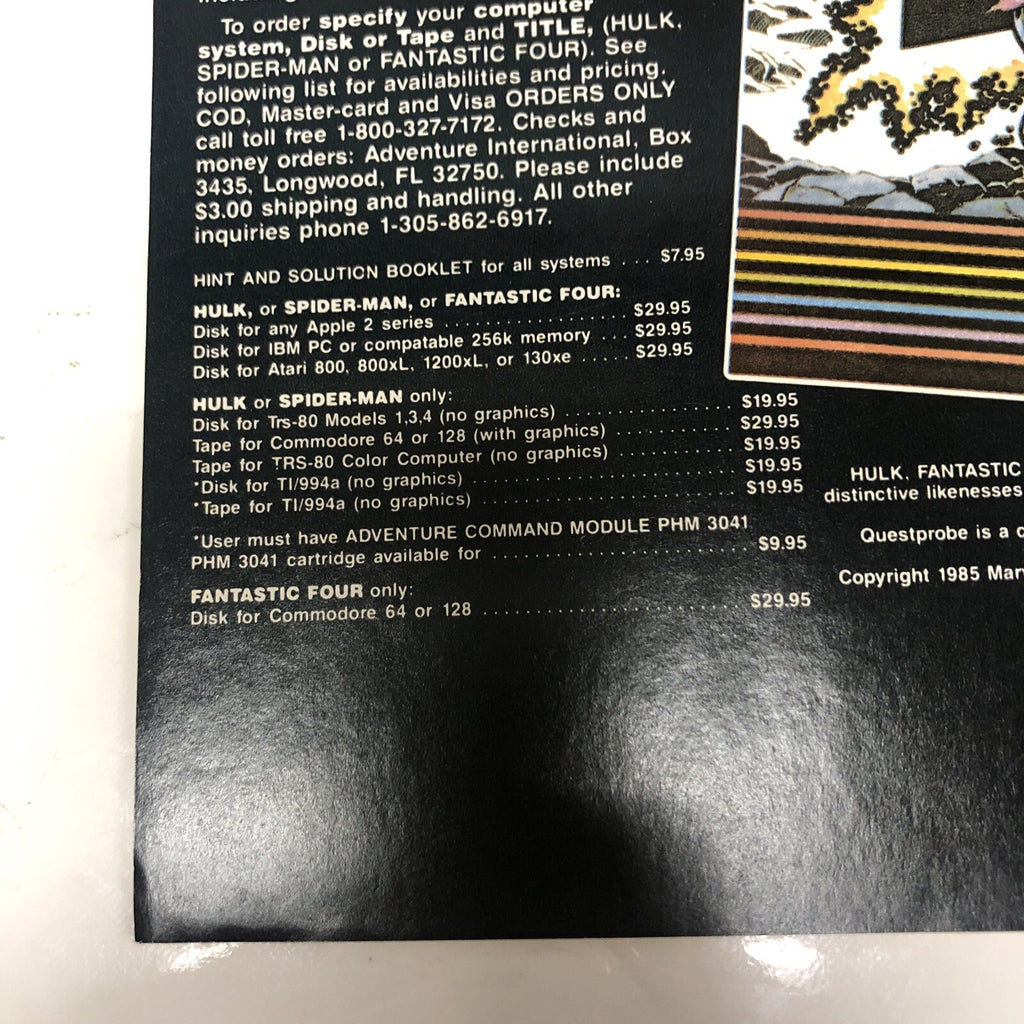 To order specify your computer
system, Disk or Tape and TITLE, (HULK,
SPIDER-MAN or FANTASTIC FOUR). See
following list for availabilities and pricing.
COD, Master-card and Visa ORDERS ONLY
call toll free 1-800-327-7172. Checks and
money orders: Adventure International, Box
3435, Longwood, FL 32750. Please include
$3.00 shipping and handling. All other
inquiries phone 1-305-862-6917.
HINT AND SOLUTION BOOKLET for all systems . . . $7.95
HULK, or SPIDER-MAN, or FANTASTIC FOUR:
Disk for any Apple 2 series . . . . . . . . . . . . . . . . . $29.95
Disk for IBM PC or compatable 256k memory . . . $29.95
Disk for Atari 800, 800xL, 1200xL, or 130xe . . . . . $29.95
HULK or SPIDER-MAN only:
Disk for Trs-80 Models 1,3,4 (no graphics) . . . . . . . . . . . . . . . . . $19.95
Tape for Commodore 64 or 128 (with graphics) . . . . . . . . . . . . $29.95
Tape for TRS-80 Color Computer (no graphics) . . . . . . . . . . . . $19.95
*Disk for TI/994a (no graphics) . . . . . . . . . . . . . . . . . . . . . . . . . . . $19.95
*Tape for TI/994a (no graphics) . . . . . . . . . . . . . . . . . . . . . . . . . . $19.95
*User must have ADVENTURE COMMAND MODULE PHM 3041
PHM 3041 cartridge available for . . . . . . . . . . . . . . . . . . . . . . . . . $9.95
FANTASTIC FOUR only:
Disk for Commodore 64 or 128 . . . . . . . . . . . . . . . . . . . . . . . . . $29.95
HULK, FANTASTIC
distinctive likenesses
Questprobe is a
Copyright 1985